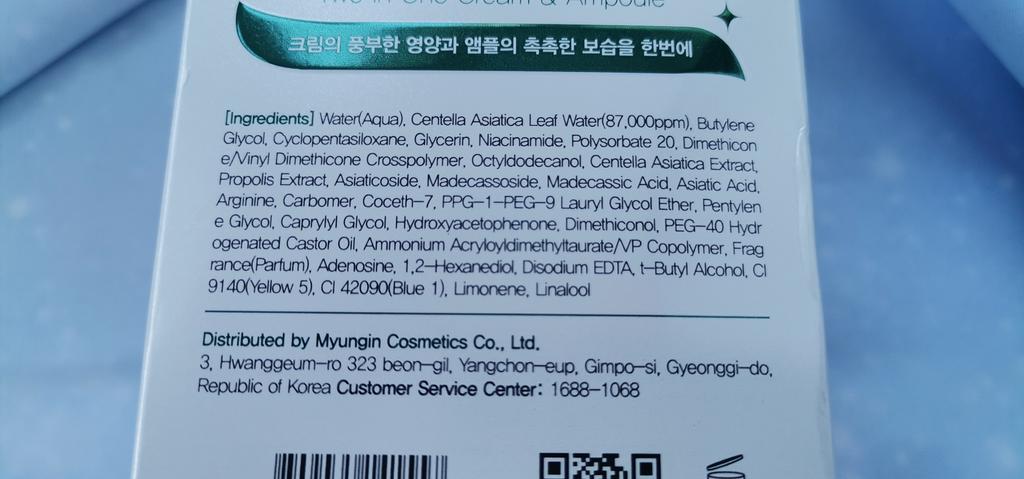 Two in One Cream & Ampoule
크림의 풍부한 영양과 앰플의 촉촉한 보습을 한번에
[Ingredients] Water(Aqua), Centella Asiatica Leaf Water(87,000ppm), Butylene
Glycol, Cyclopentasiloxane, Glycerin, Niacinamide, Polysorbate 20, Dimethicon
e/Vinyl Dimethicone Crosspolymer, Octyldodecanol, Centella Asiatica Extract,
Propolis Extract, Asiaticoside, Madecassoside, Madecassic Acid, Asiatic Acid,
Arginine, Carbomer, Coceth-7, PPG-1-PEG-9 Lauryl Glycol Ether, Pentylen
e Glycol, Caprylyl Glycol, Hydroxyacetophenone, Dimethiconol, PEG-40 Hydr
ogenated Castor Oil, Ammonium Acryloyldimethyltaurate/VP Copolymer, Frag
rance(Parfum), Adenosine, 1,2-Hexanediol, Disodium EDTA, t-Butyl Alcohol, CI
9140(Yellow 5), CI 42090(Blue 1), Limonene, Linalool
Distributed by Myungin Cosmetics Co., Ltd.
3, Hwanggeum-ro 323 beon-gil, Yangchon-eup, Gimpo-si, Gyeonggi-do,
Republic of Korea Customer Service Center: 1688-1068